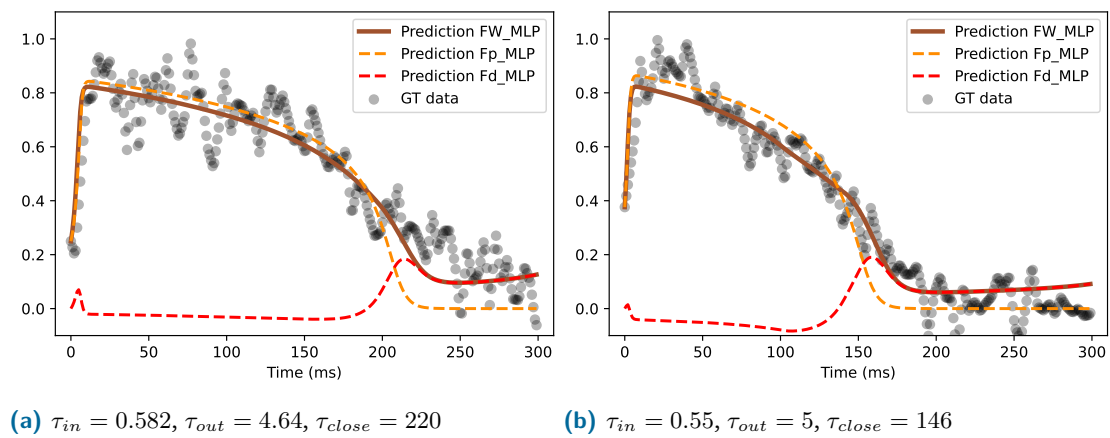 1.0
0.8
0.6
0.4
0.2
0.0
0 50 100 150 200 250 300
Time (ms)
Prediction FW_MLP
Prediction Fp_MLP
Prediction Fd_MLP
GT data
1.0
0.8
0.6
0.4
0.2
0.0
0 50 100 150 200 250 300
Time (ms)
Prediction FW_MLP
Prediction Fp_MLP
Prediction Fd_MLP
GT data
(a) τ_in = 0.582, τ_out = 4.64, τ_close = 220
(b) τ_in = 0.55, τ_out = 5, τ_close = 146